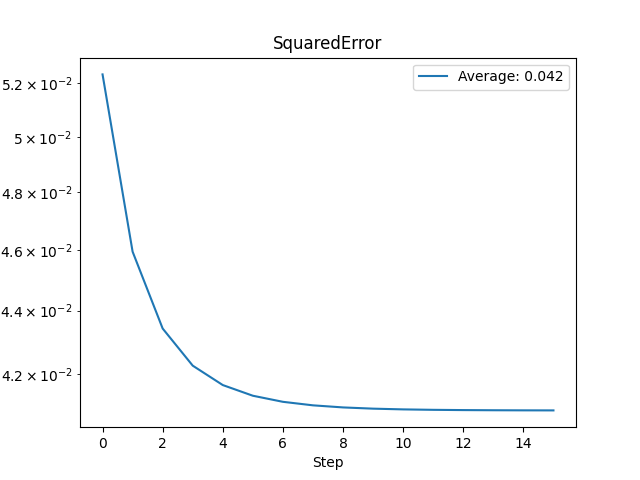 SquaredError
Average: 0.042
5.2 × 10⁻²
5 × 10⁻²
4.8 × 10⁻²
4.6 × 10⁻²
4.4 × 10⁻²
4.2 × 10⁻²
0 2 4 6 8 10 12 14
Step